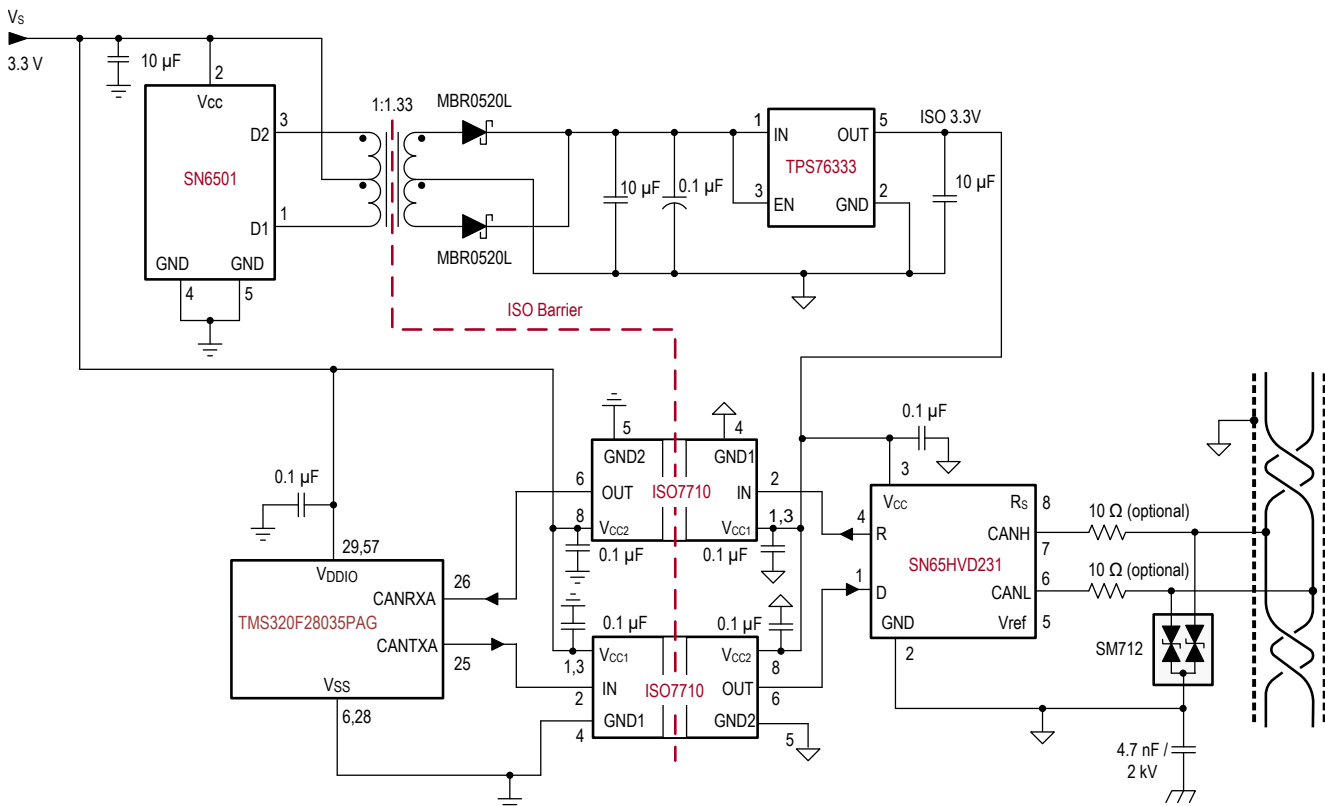 VS
3.3 V
10 µF
2
Vcc
D2
3
SN6501
D1
1
GND
GND
4
5
1:1.33
MBR0520L
MBR0520L
10 µF
0.1 µF
1
IN
OUT
5
TPS76333
3
EN
GND
2
ISO 3.3V
10 µF
ISO Barrier
0.1 µF
29,57
VDDIO
26
CANRXA
TMS320F28035PAG
CANTXA
25
VSS
6,28
5
4
GND2
GND1
6
OUT
ISO7710
IN
2
8
VCC2
VCC1
1,3
0.1 µF
0.1 µF
0.1 µF
0.1 µF
1,3
VCC1
VCC2
8
IN
ISO7710
OUT
2
6
GND1
GND2
4
5
0.1 µF
3
VCC
RS
8
4
R
CANH
7
SN65HVD231
1
D
CANL
6
GND
Vref
5
2
10 Ω (optional)
10 Ω (optional)
SM712
4.7 nF /
2 kV